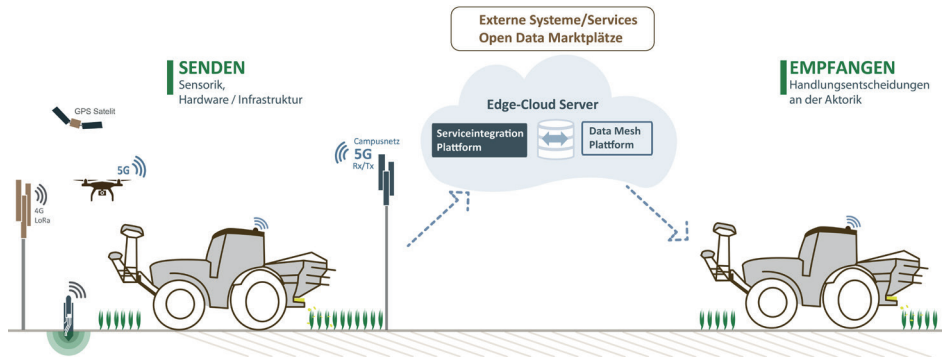 Externe Systeme/Services
Open Data Marktplätze
SENDEN
Sensorik,
Hardware / Infrastruktur
EMPFANGEN
Handlungsentscheidungen
an der Aktorik
GPS Satelit
Edge-Cloud Server
Serviceintegration
Plattform
Data Mesh
Plattform
Campusnetz
5G
Rx/Tx
5G
4G
LoRa